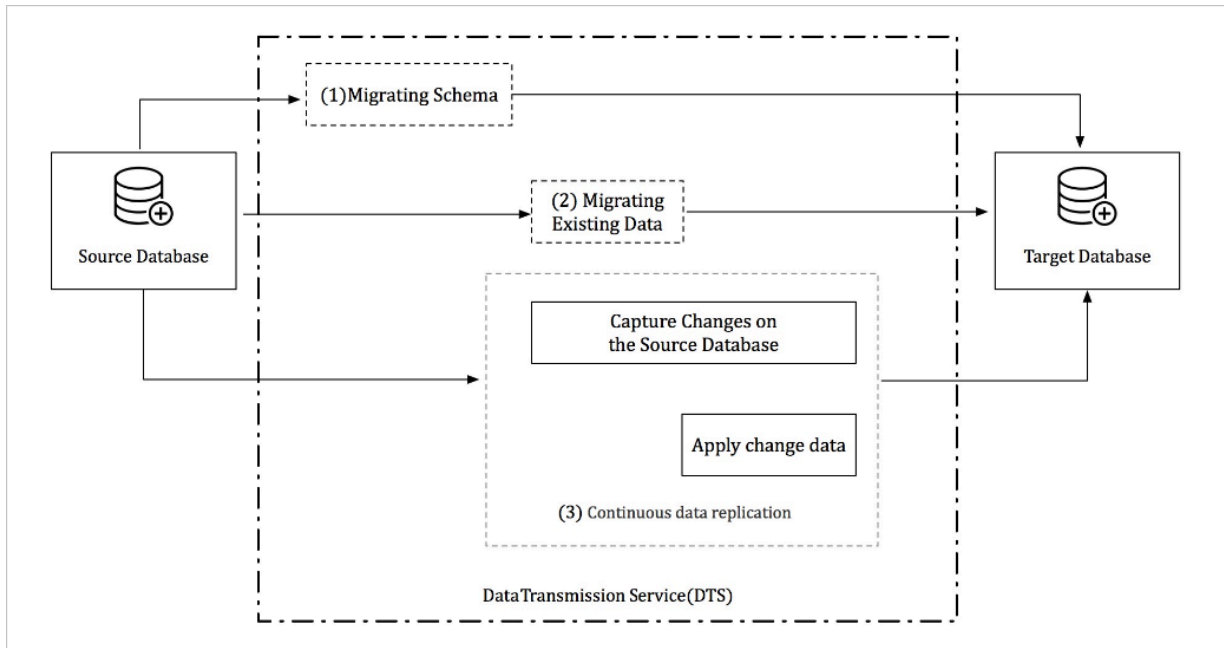 (1)Migrating Schema
Source Database
(2) Migrating
Existing Data
Target Database
Capture Changes on
the Source Database
Apply change data
(3) Continuous data replication
DataTransmission Service(DTS)